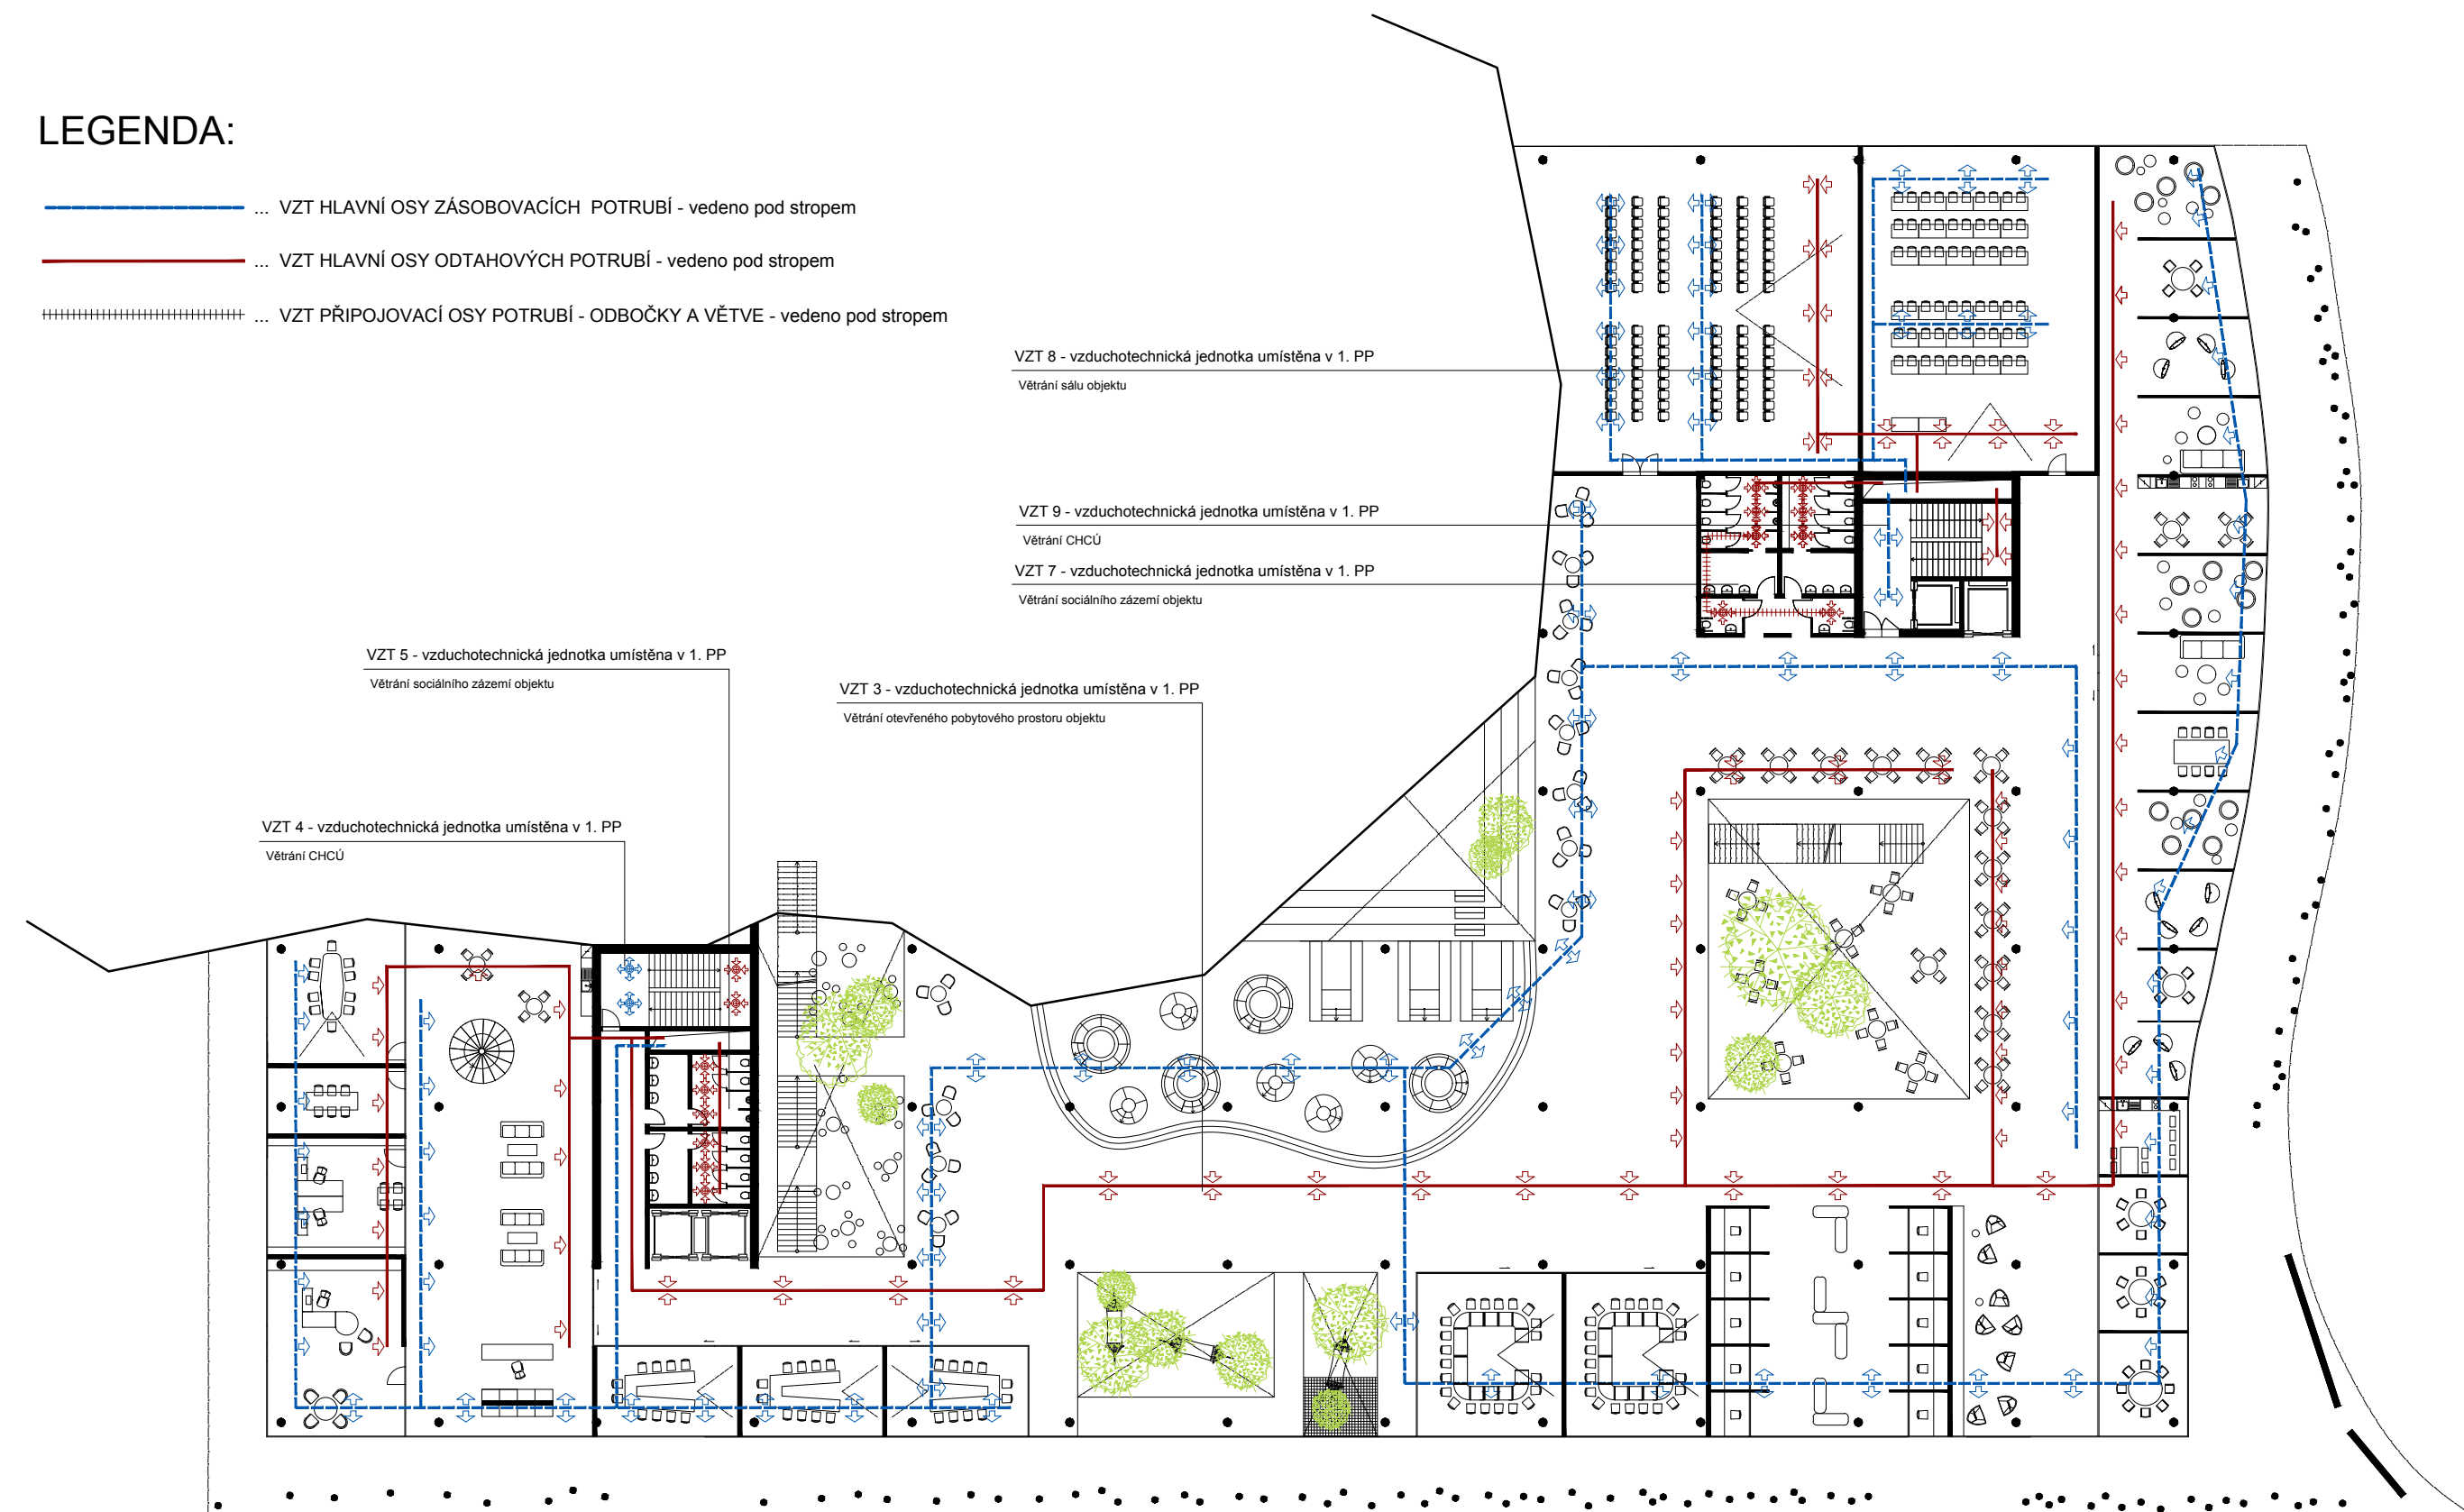 LEGENDA:
... VZT HLAVNÍ OSY ZÁSOBOVACÍCH POTRUBÍ - vedeno pod stropem
... VZT HLAVNÍ OSY ODTAHOVÝCH POTRUBÍ - vedeno pod stropem
... VZT PŘIPOJOVACÍ OSY POTRUBÍ - ODBOČKY A VĚTVE - vedeno pod stropem
VZT 8 - vzduchotechnická jednotka umístěna v 1. PP
Větrání sálu objektu
VZT 9 - vzduchotechnická jednotka umístěna v 1. PP
Větrání CHCÚ
VZT 7 - vzduchotechnická jednotka umístěna v 1. PP
Větrání sociálního zázemí objektu
VZT 5 - vzduchotechnická jednotka umístěna v 1. PP
Větrání sociálního zázemí objektu
VZT 3 - vzduchotechnická jednotka umístěna v 1. PP
Větrání otevřeného pobytového prostoru objektu
VZT 4 - vzduchotechnická jednotka umístěna v 1. PP
Větrání CHCÚ